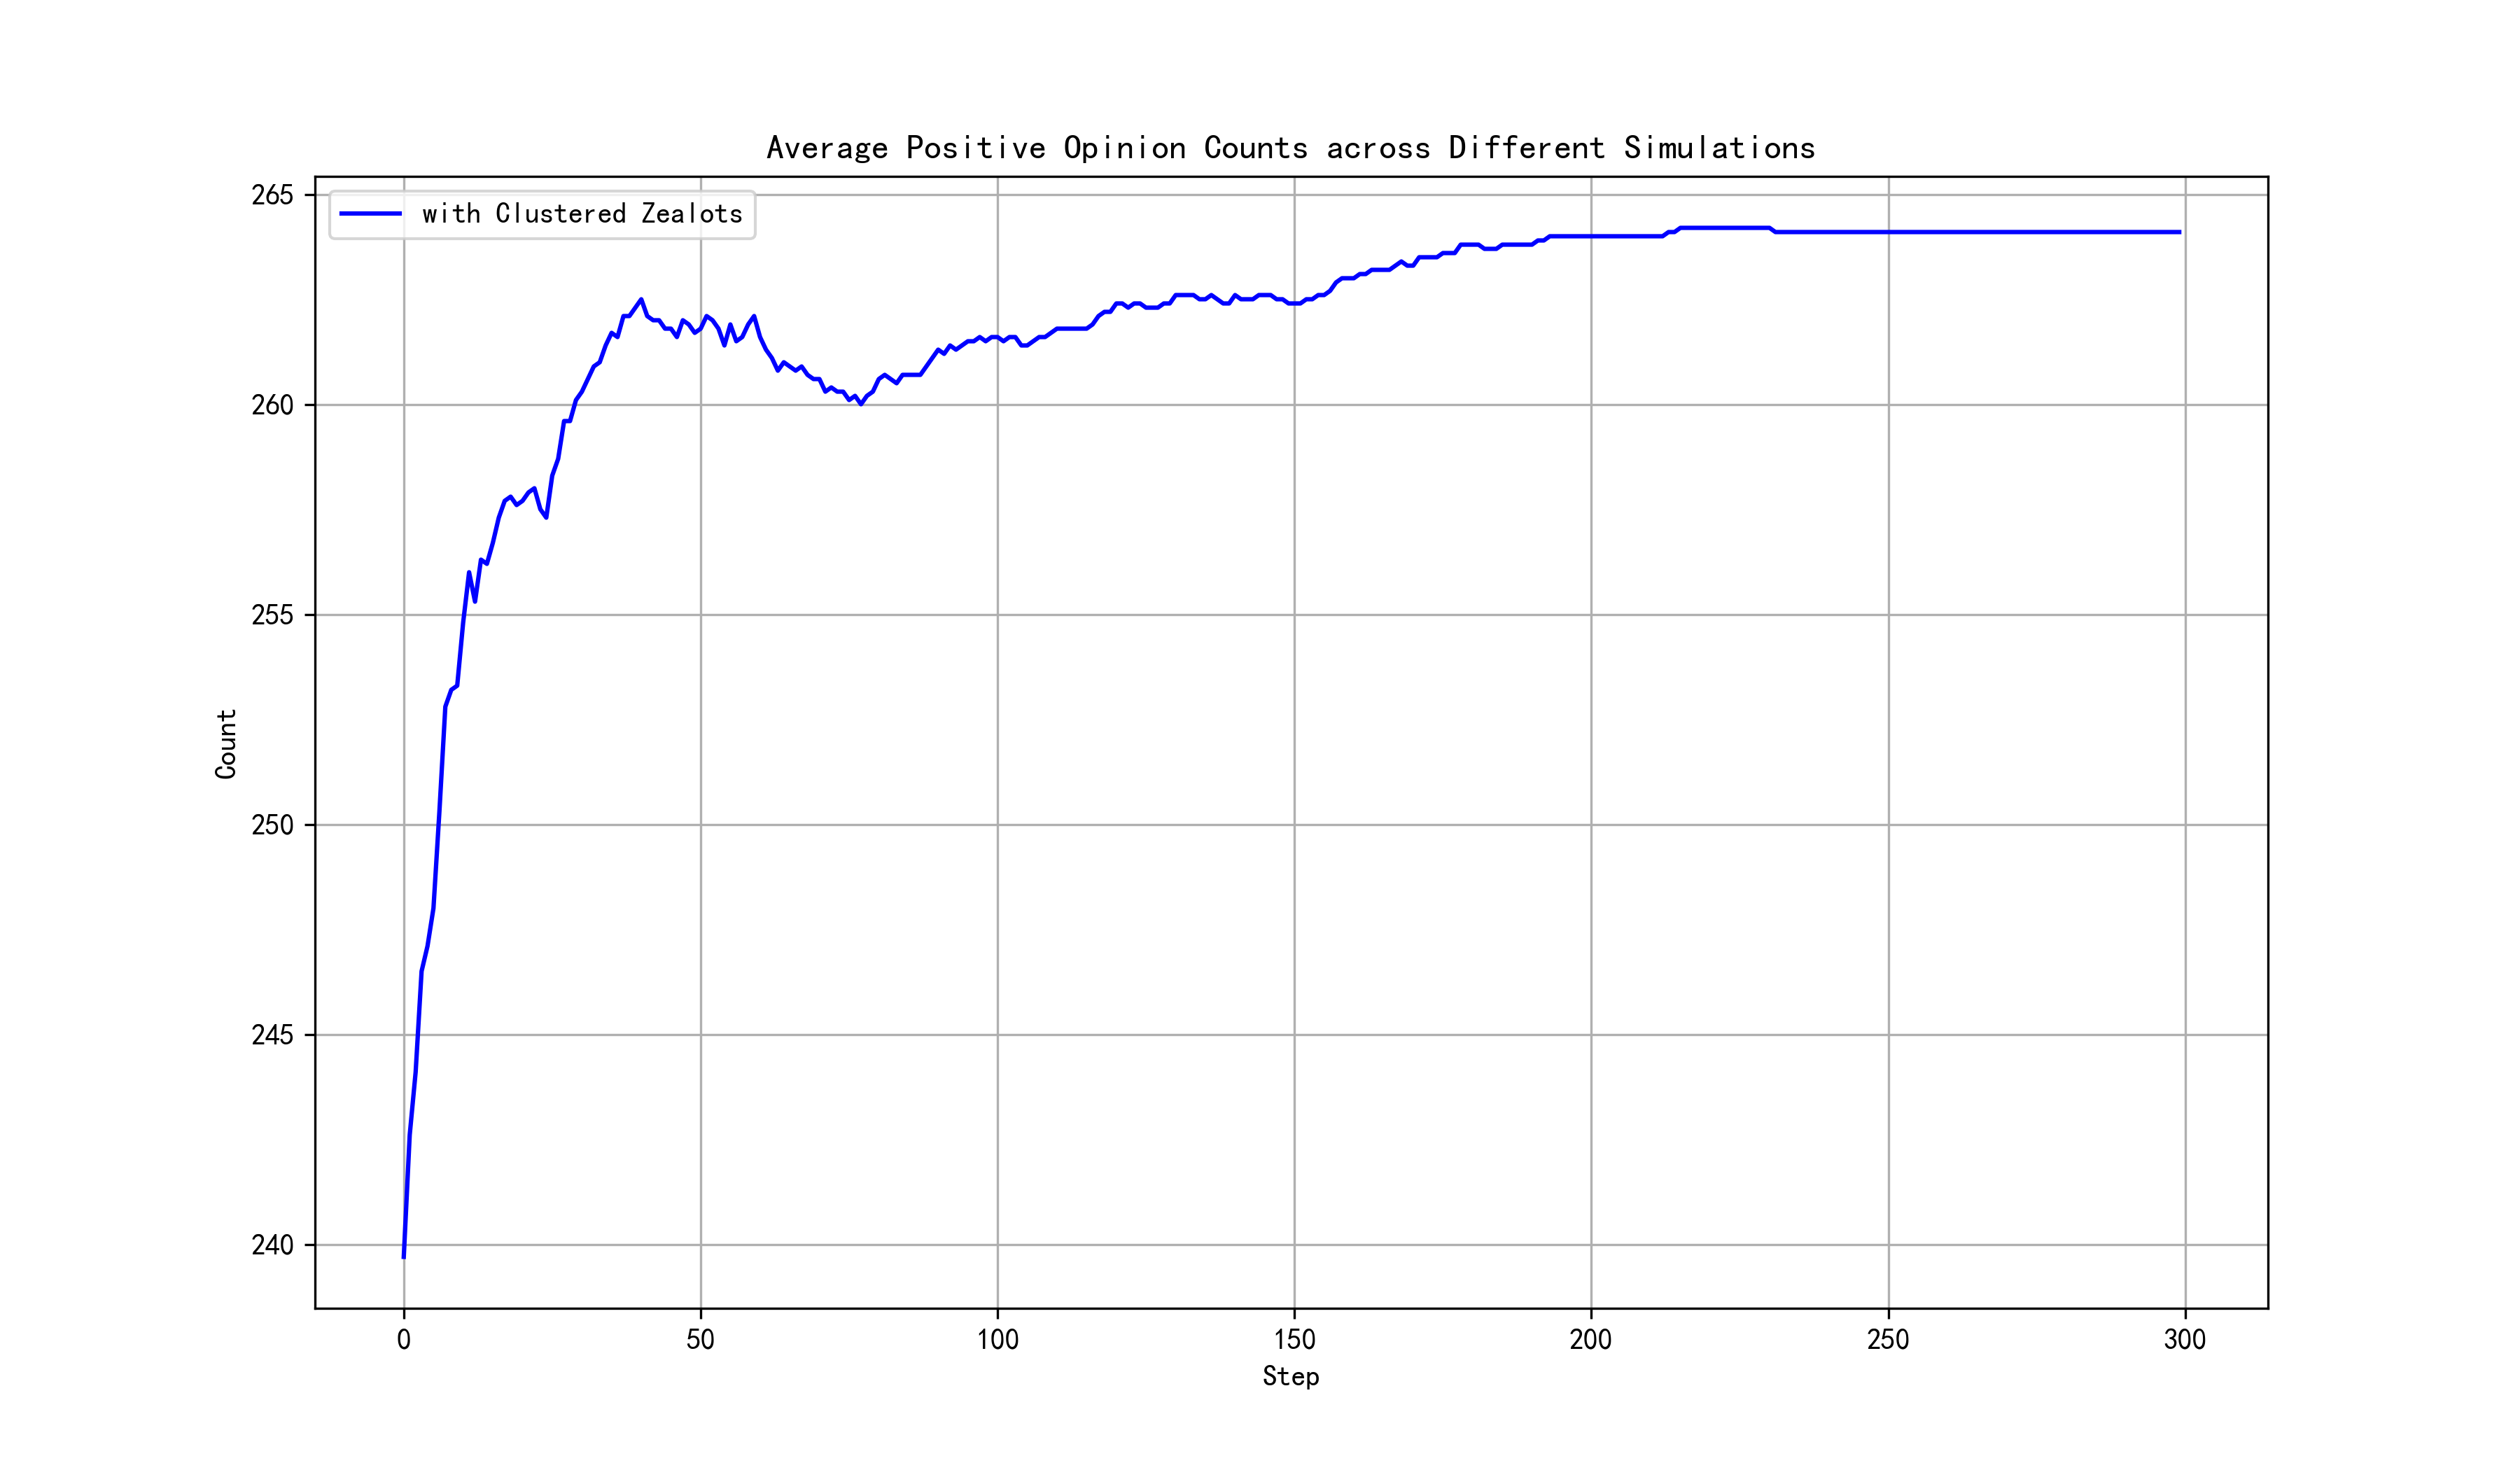 Average Positive Opinion Counts across Different Simulations
with Clustered Zealots
265
260
255
250
245
240
Count
0 50 100 150 200 250 300
Step